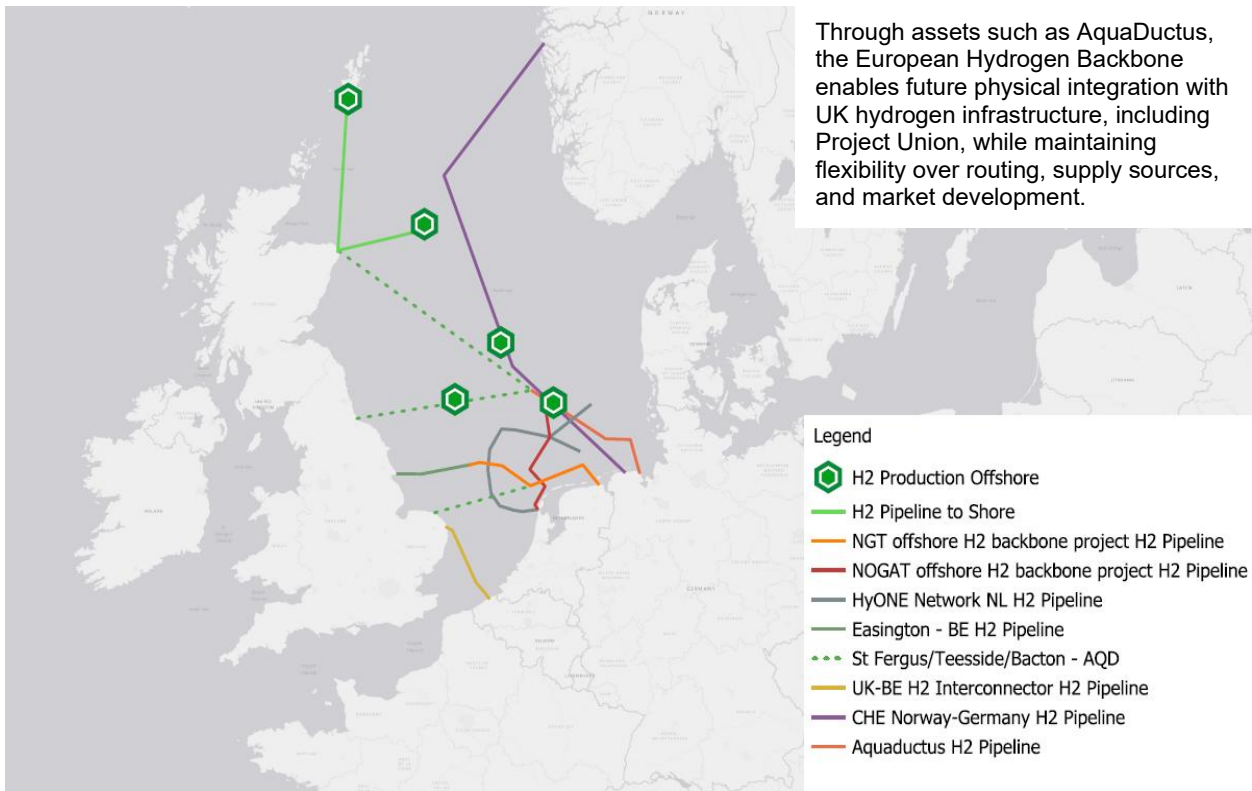 NORWAY
Through assets such as AquaDuctus,
the European Hydrogen Backbone
enables future physical integration with
UK hydrogen infrastructure, including
Project Union, while maintaining
flexibility over routing, supply sources,
and market development.
LATVIA
DENMARK
IRELAND
GERMANY
Legend
H2 Production Offshore
H2 Pipeline to Shore
NGT offshore H2 backbone project H2 Pipeline
NOGAT offshore H2 backbone project H2 Pipeline
HyONE Network NL H2 Pipeline
Easington - BE H2 Pipeline
St Fergus/Teesside/Bacton - AQD
UK-BE H2 Interconnector H2 Pipeline
CHE Norway-Germany H2 Pipeline
Aquaductus H2 Pipeline